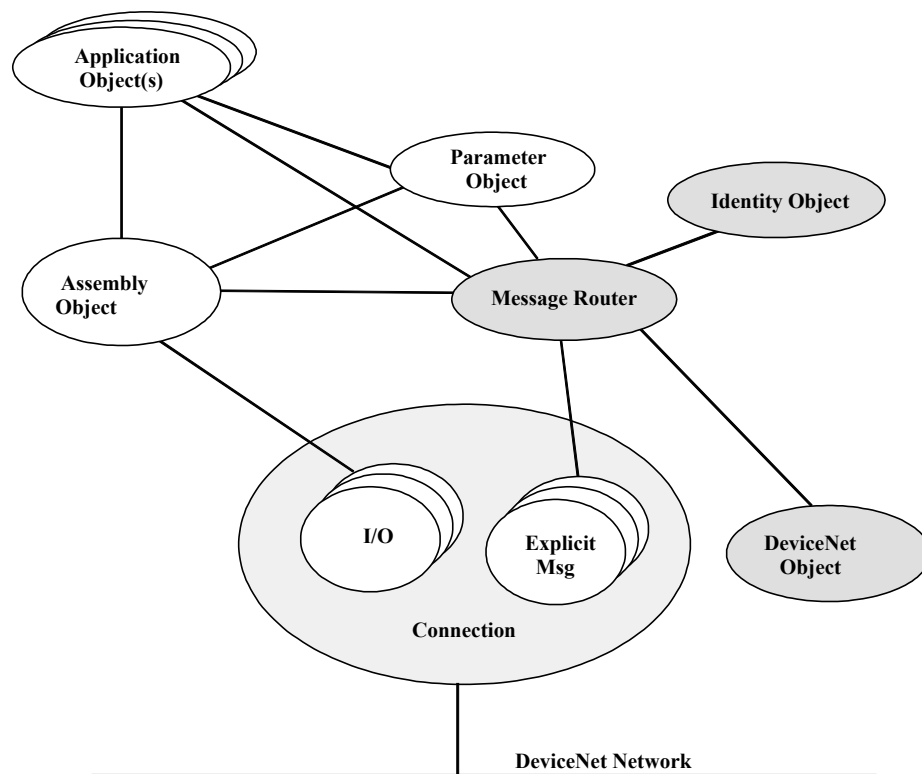 Application
Object(s)
Parameter
Object
Identity Object
Assembly
Object
Message Router
I/O
Explicit
Msg
DeviceNet
Object
Connection
DeviceNet Network